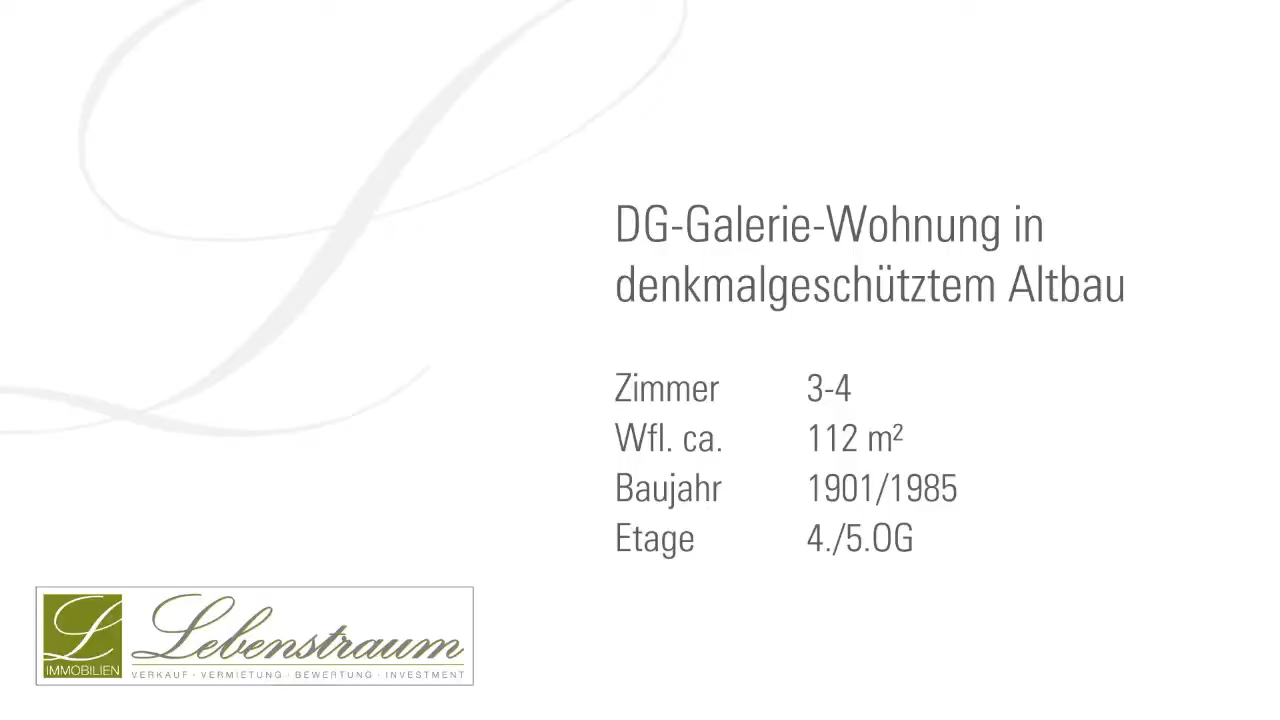 DG-Galerie-Wohnung in
denkmalgeschütztem Altbau
Zimmer 3-4
Wfl. ca. 112 m²
Baujahr 1901/1985
Etage 4./5.OG
L
IMMOBILIEN
Lebenstraum
VERKAUF · VERMIETUNG · BEWERTUNG · INVESTMENT